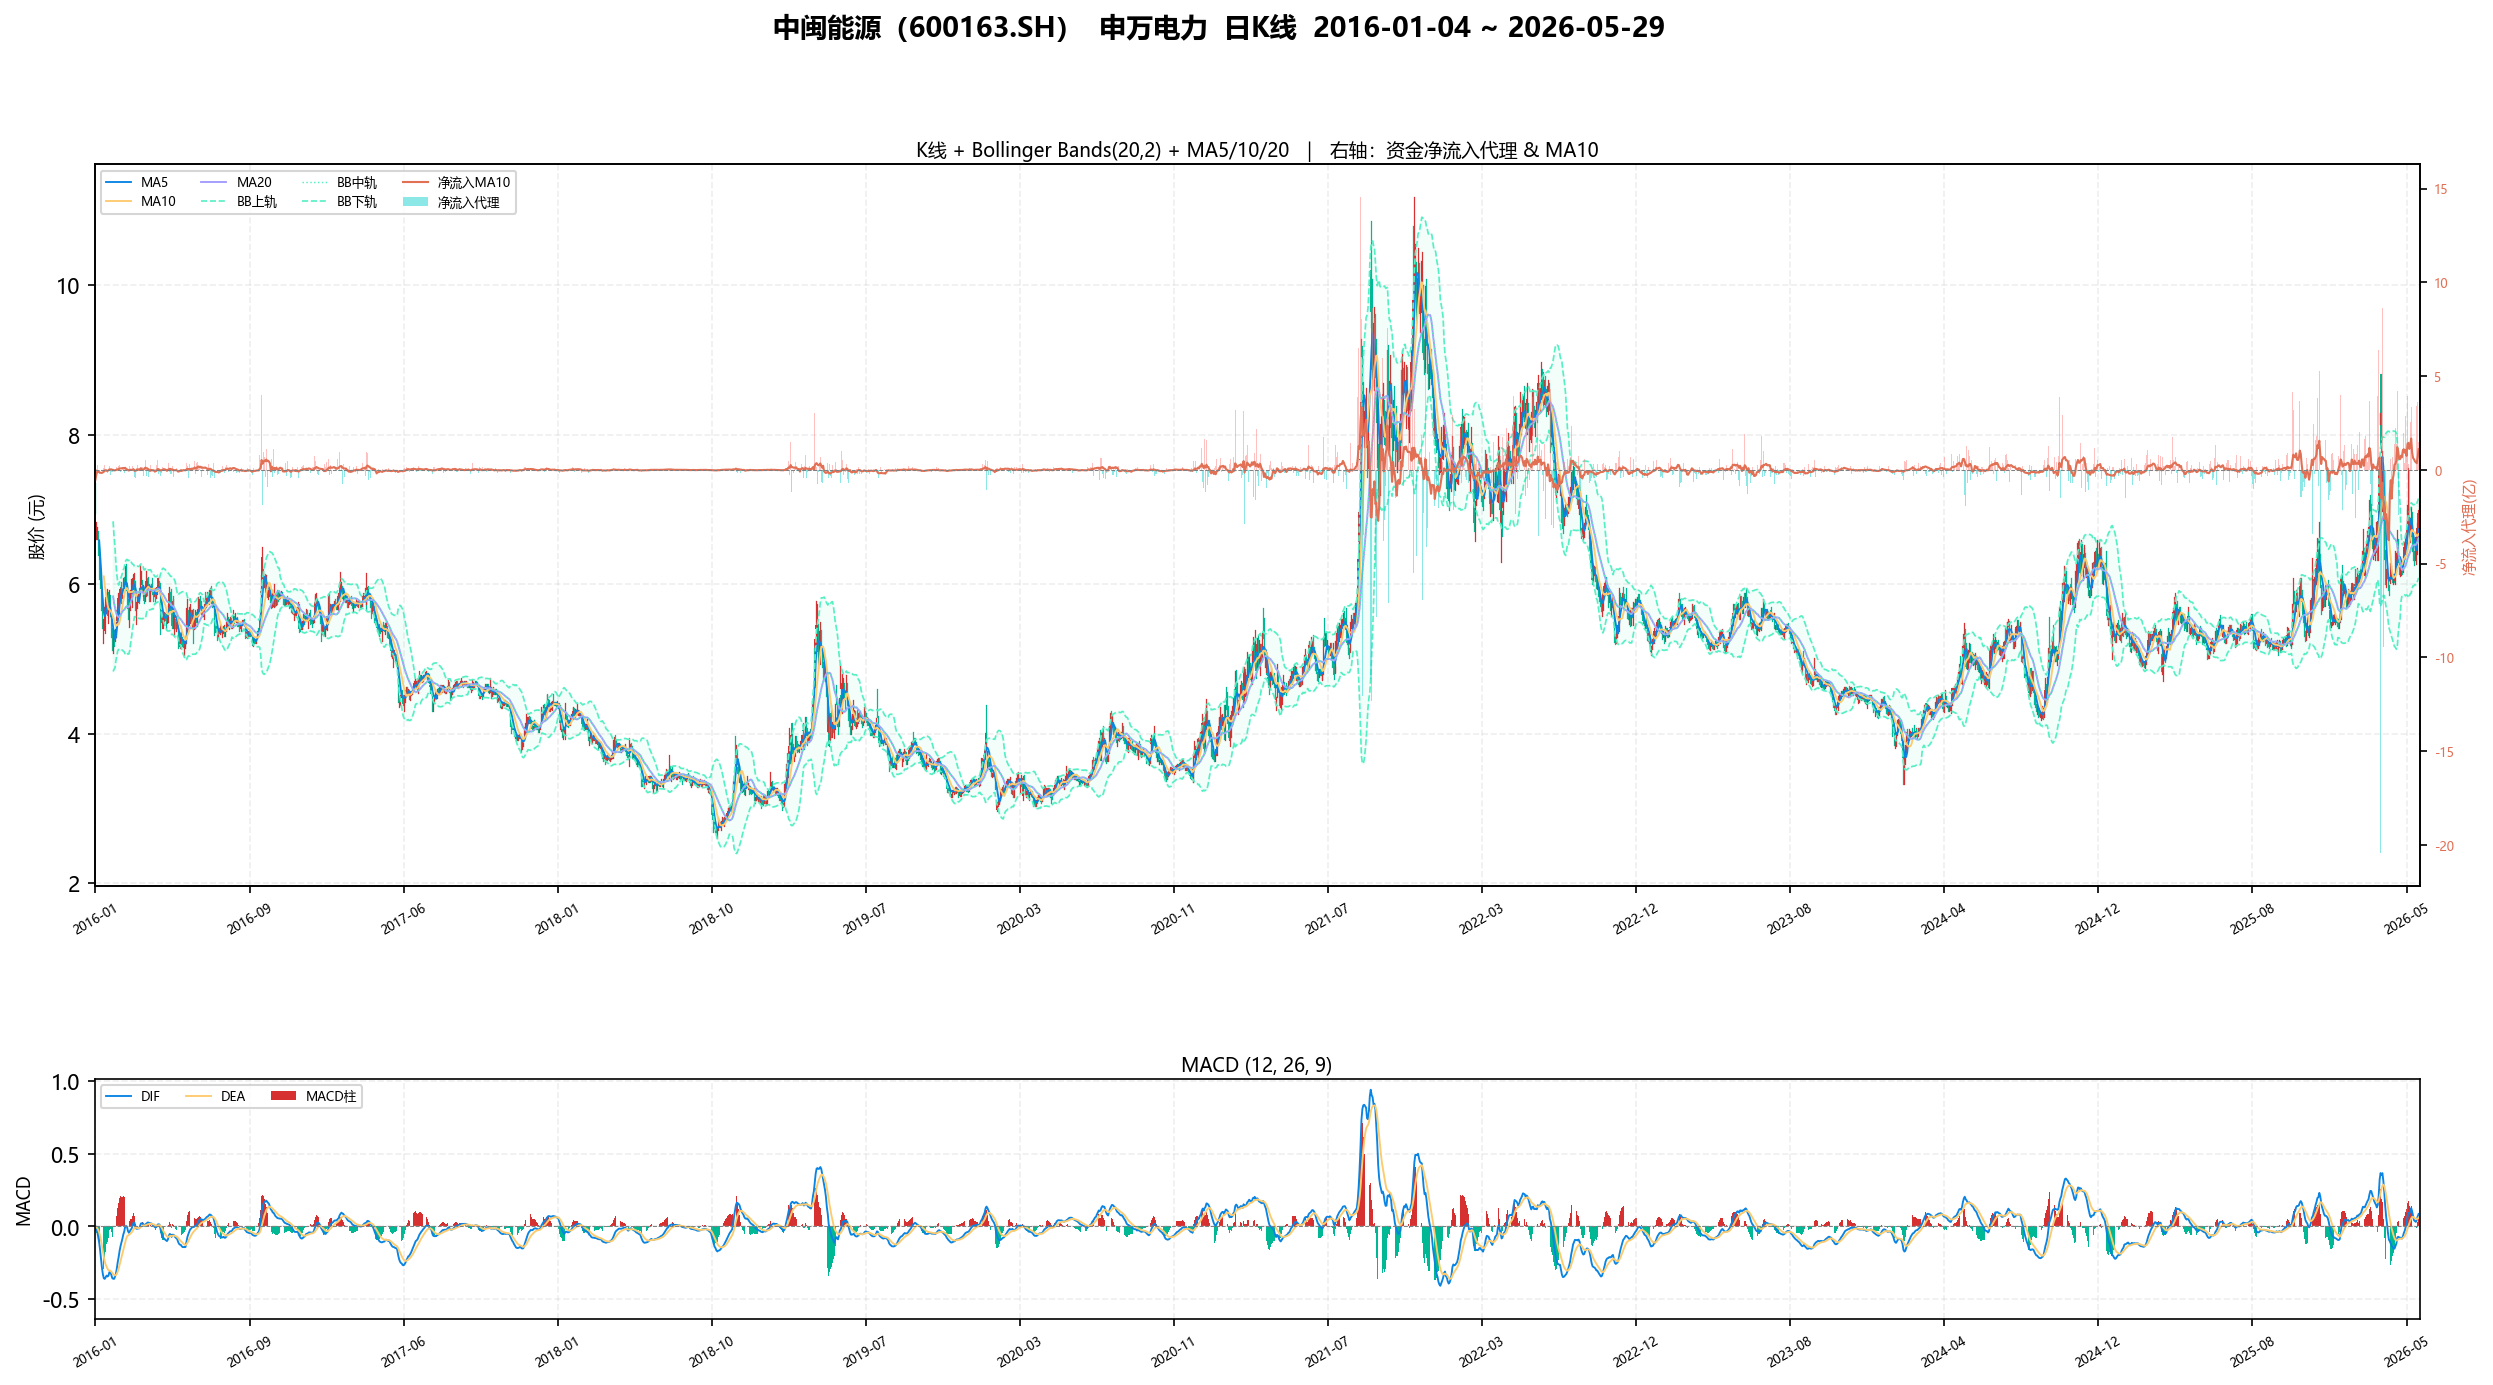 中闽能源（600163.SH） 申万电力 日K线 2016-01-04 ~ 2026-05-29
K线 + Bollinger Bands(20,2) + MA5/10/20 | 右轴：资金净流入代理 & MA10
MA5 MA20 BB中轨 净流入MA10
MA10 BB上轨 BB下轨 净流入代理
股价 (元)
10
8
6
4
2
15
10
5
0
-5
-10
-15
-20
净流入代理(亿)
2016-01 2016-09 2017-06 2018-01 2018-10 2019-07 2020-03 2020-11 2021-07 2022-03 2022-12 2023-08 2024-04 2024-12 2025-08 2026-05
MACD (12, 26, 9)
DIF DEA MACD柱
MACD
1.0
0.5
0.0
-0.5
2016-01 2016-09 2017-06 2018-01 2018-10 2019-07 2020-03 2020-11 2021-07 2022-03 2022-12 2023-08 2024-04 2024-12 2025-08 2026-05